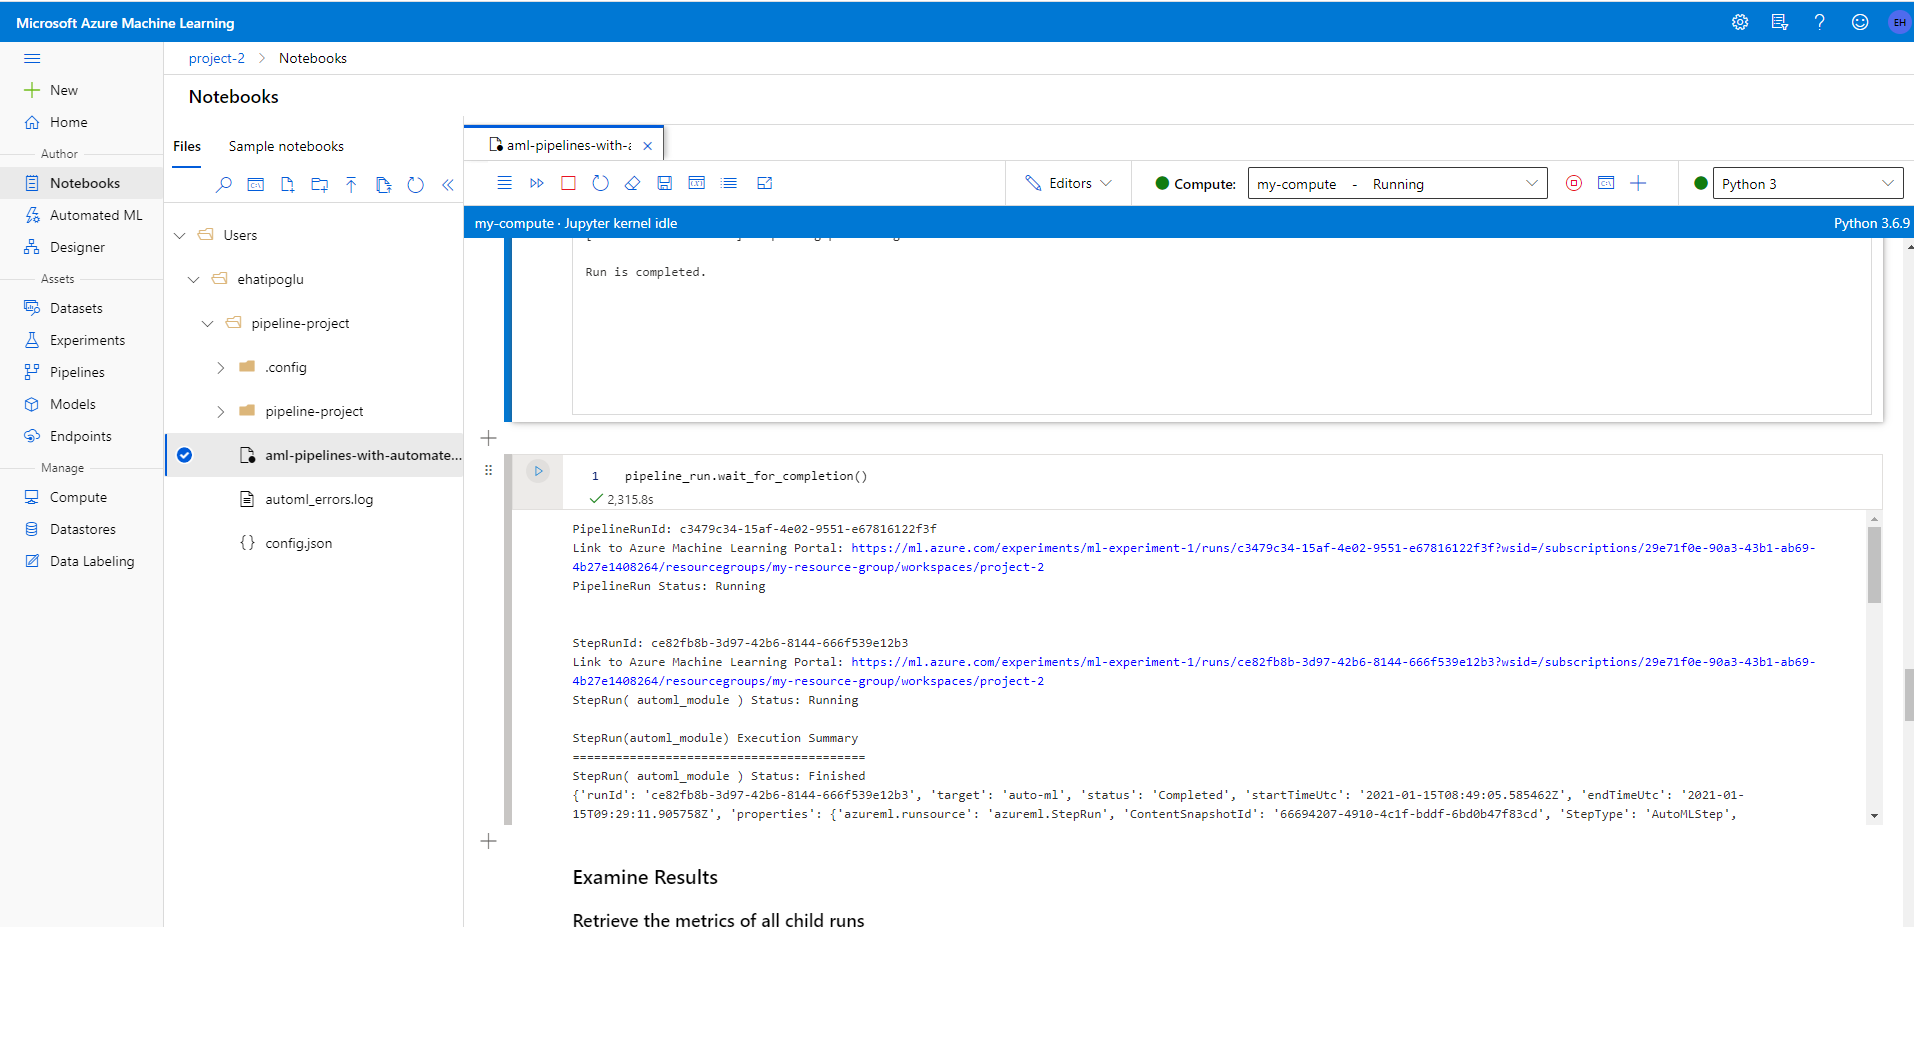 Microsoft Azure Machine Learning
EH
New
Home
Author
Notebooks
Automated ML
Designer
Assets
Datasets
Experiments
Pipelines
Models
Endpoints
Manage
Compute
Datastores
Data Labeling
project-2 > Notebooks
Notebooks
Files Sample notebooks
Users
ehatipoglu
pipeline-project
.config
pipeline-project
aml-pipelines-with-automate...
automl_errors.log
config.json
aml-pipelines-with-a
Editors
Compute: my-compute - Running
Python 3
my-compute · Jupyter kernel idle
Python 3.6.9
Run is completed.
1 pipeline_run.wait_for_completion()
2,315.8s
PipelineRunId: c3479c34-15af-4e02-9551-e67816122f3f
Link to Azure Machine Learning Portal: https://ml.azure.com/experiments/ml-experiment-1/runs/c3479c34-15af-4e02-9551-e67816122f3f?wsid=/subscriptions/29e71f0e-90a3-43b1-ab69-
4b27e1408264/resourcegroups/my-resource-group/workspaces/project-2
PipelineRun Status: Running
StepRunId: ce82fb8b-3d97-42b6-8144-666f539e12b3
Link to Azure Machine Learning Portal: https://ml.azure.com/experiments/ml-experiment-1/runs/ce82fb8b-3d97-42b6-8144-666f539e12b3?wsid=/subscriptions/29e71f0e-90a3-43b1-ab69-
4b27e1408264/resourcegroups/my-resource-group/workspaces/project-2
StepRun( automl_module ) Status: Running
StepRun(automl_module) Execution Summary
=========================================
StepRun( automl_module ) Status: Finished
{'runId': 'ce82fb8b-3d97-42b6-8144-666f539e12b3', 'target': 'auto-ml', 'status': 'Completed', 'startTimeUtc': '2021-01-15T08:49:05.585462Z', 'endTimeUtc': '2021-01-
15T09:29:11.905758Z', 'properties': {'azureml.runsource': 'azureml.StepRun', 'ContentSnapshotId': '66694207-4910-4c1f-bddf-6bd0b47f83cd', 'StepType': 'AutoMLStep',
Examine Results
Retrieve the metrics of all child runs